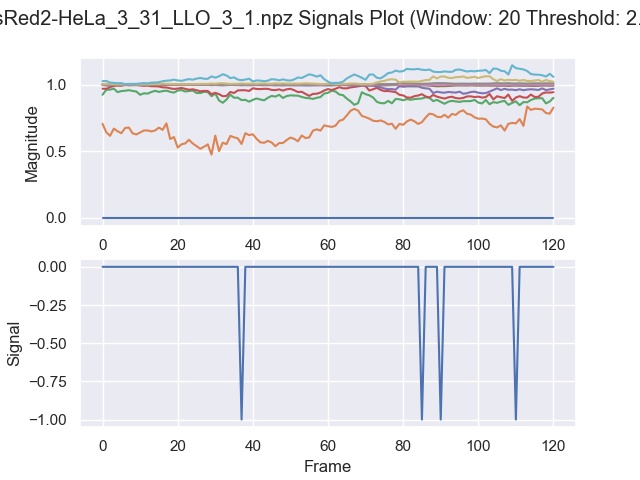 sRed2-HeLa_3_31_LLO_3_1.npz Signals Plot (Window: 20 Threshold: 2.
Magnitude
1.0
0.5
0.0
0 20 40 60 80 100 120
Signal
0.00
−0.25
−0.50
−0.75
−1.00
0 20 40 60 80 100 120
Frame